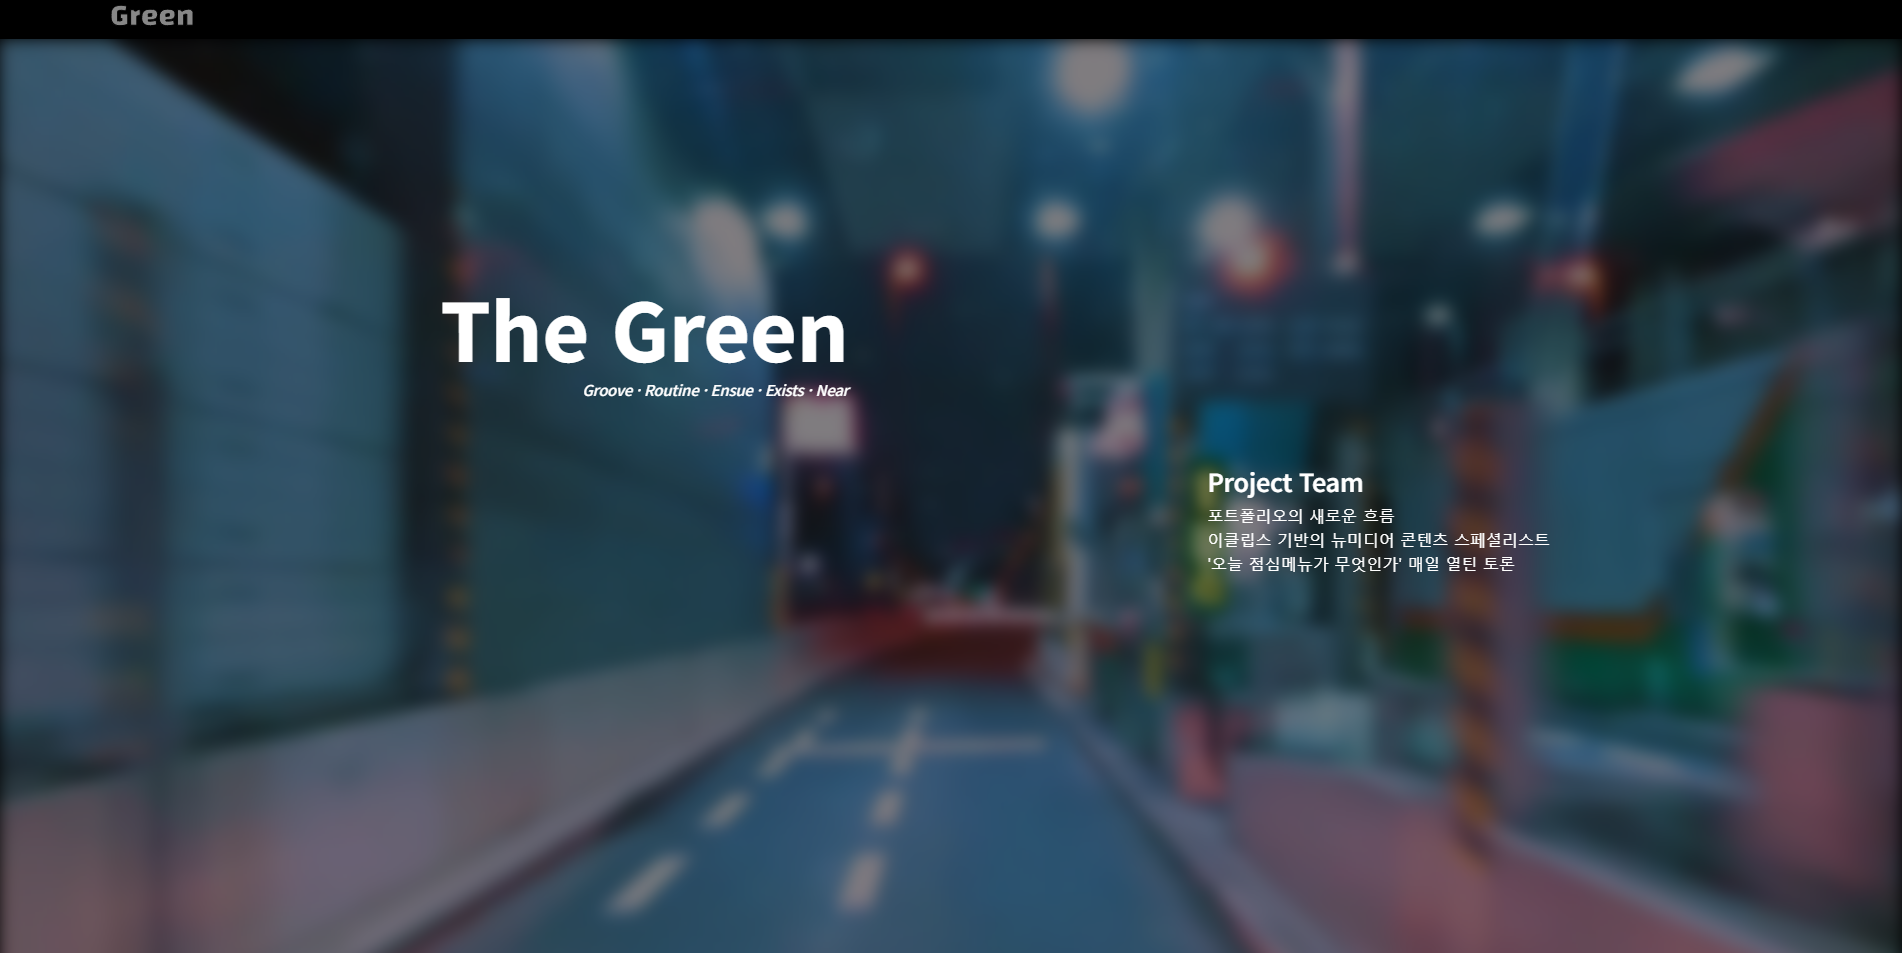 Green
The Green
Groove · Routine · Ensue · Exists · Near
Project Team
포트폴리오의 새로운 흐름
이클립스 기반의 뉴미디어 콘텐츠 스페셜리스트
'오늘 점심메뉴가 무엇인가' 매일 열띤 토론